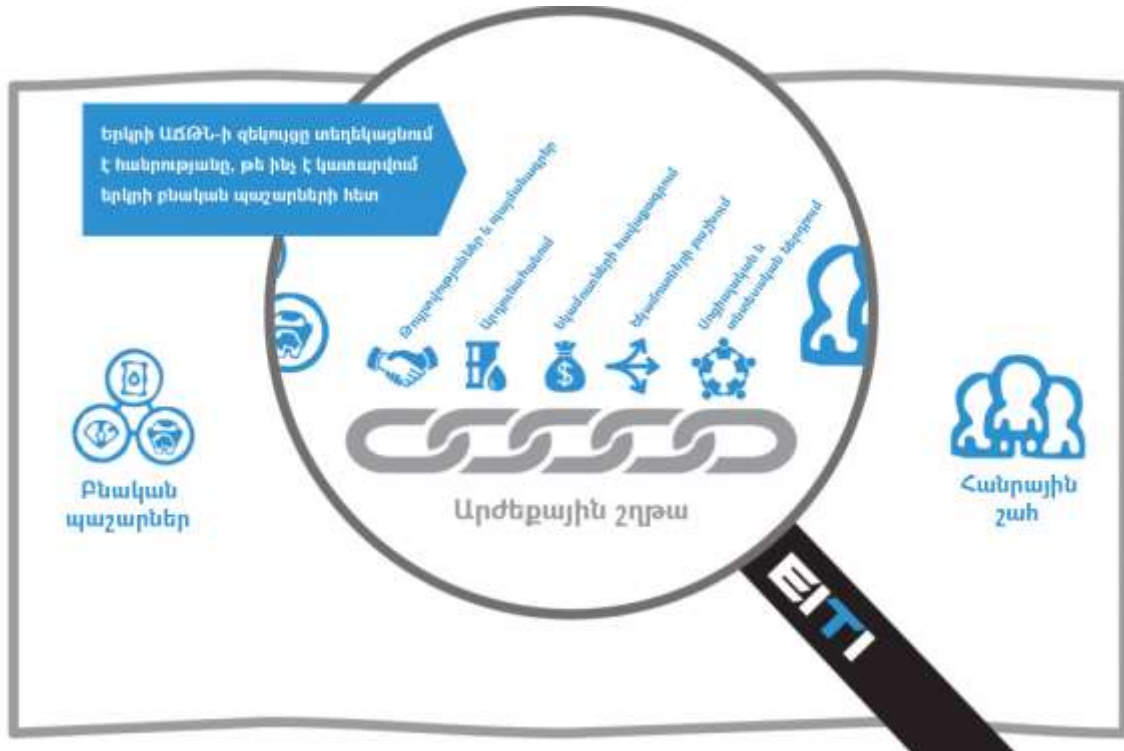 Երկրի ԱՃԹՆ-ի զեկույցը տեղեկացնում
է հանրությանը, թե ինչ է կատարվում
երկրի բնական պաշարների հետ
Թույլտվություններ և պայմանագրեր
Արդյունահանում
Եկամուտների հավաքագրում
Եկամուտների բաշխում
Սոցիալական և
տնտեսական ներդրում
Բնական
պաշարներ
Արժեքային շղթա
Հանրային
շահ
EITI